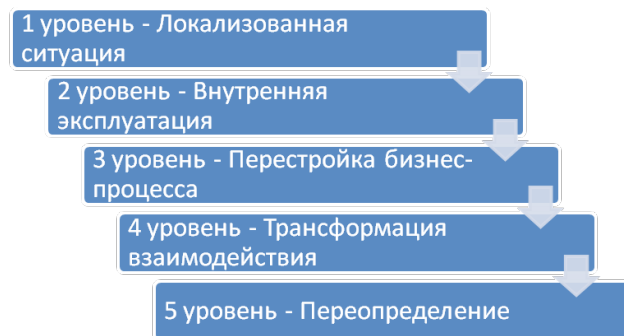 1 уровень - Локализованная
ситуация
2 уровень - Внутренняя
эксплуатация
3 уровень - Перестройка бизнес-
процесса
4 уровень - Трансформация
взаимодействия
5 уровень - Переопределение